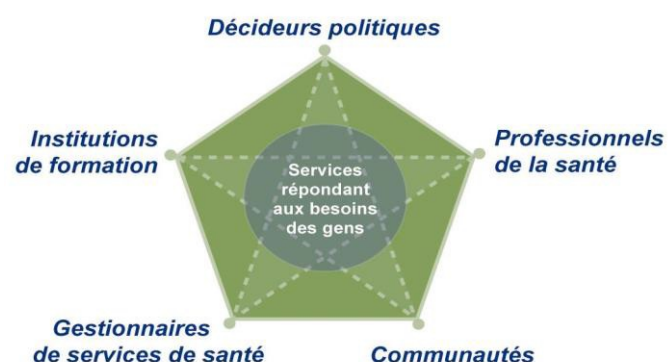 Décideurs politiques
Institutions
de formation
Professionnels
de la santé
Services
répondant
aux besoins
des gens
Gestionnaires
de services de santé
Communautés